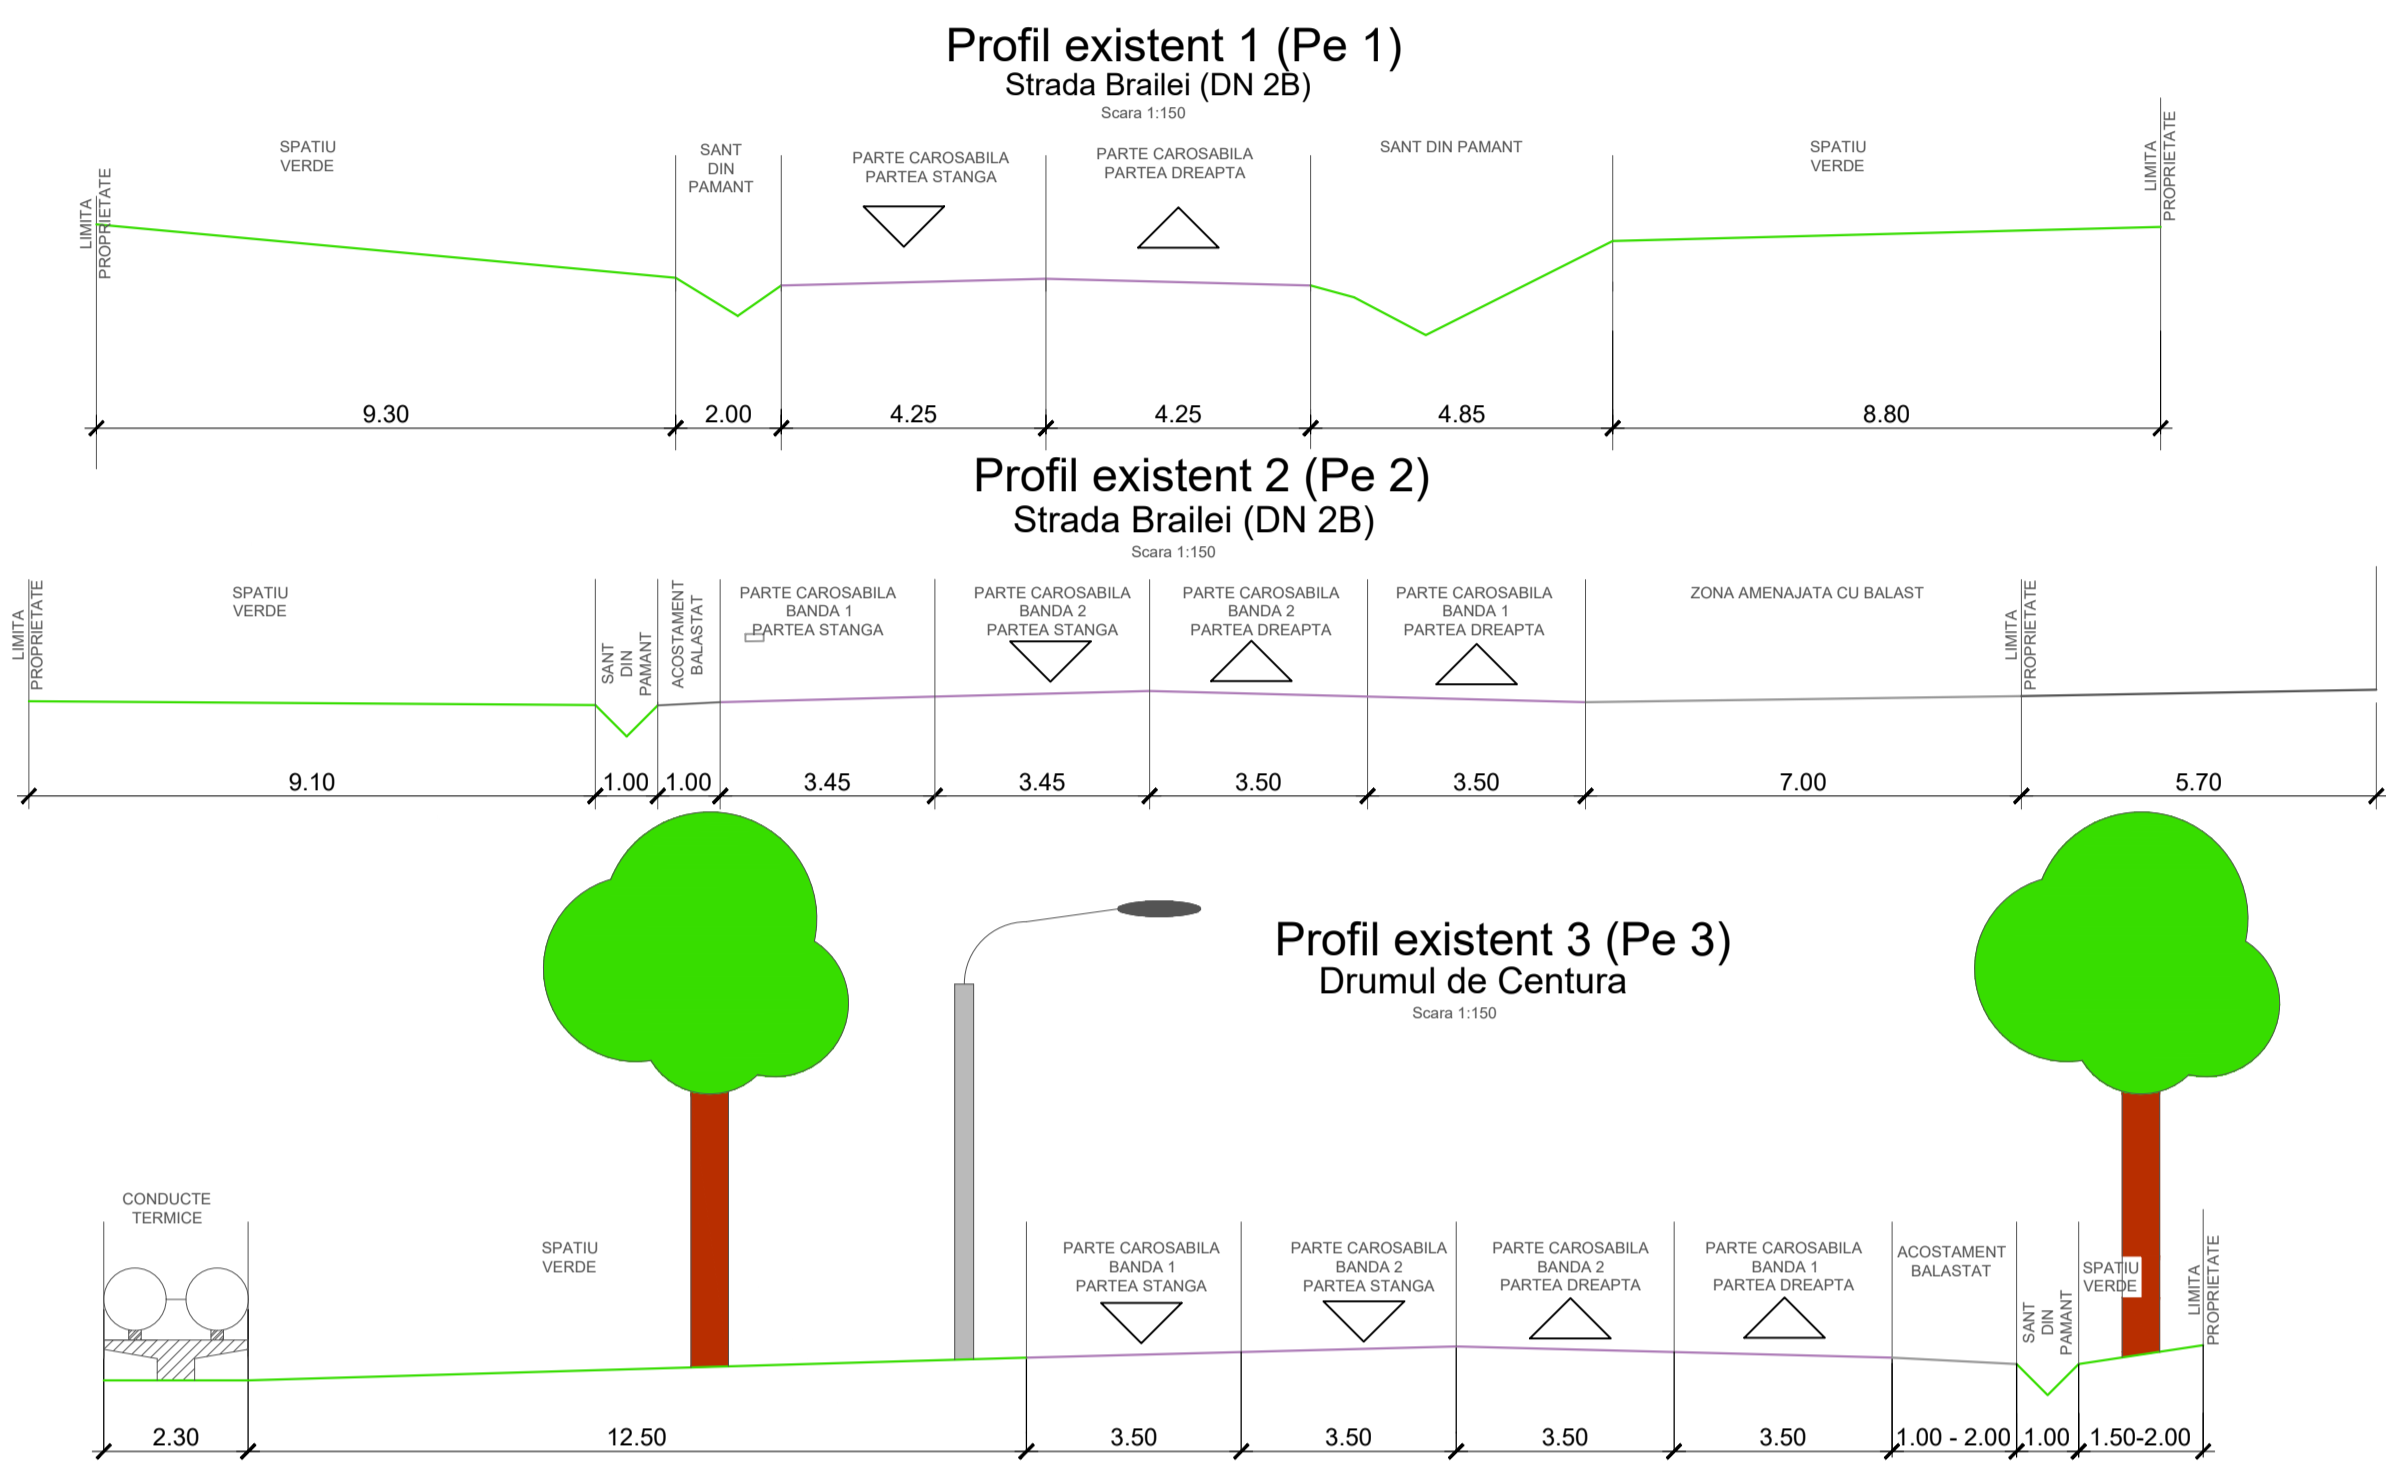 Profil existent 1 (Pe 1)
Strada Brailei (DN 2B)
Scara 1:150
LIMITA
PROPRIETATE
SPATIU
VERDE
SANT
DIN
PAMANT
PARTE CAROSABILA
PARTEA STANGA
PARTE CAROSABILA
PARTEA DREAPTA
SANT DIN PAMANT
SPATIU
VERDE
LIMITA
PROPRIETATE
9.30
2.00
4.25
4.25
4.85
8.80
Profil existent 2 (Pe 2)
Strada Brailei (DN 2B)
Scara 1:150
LIMITA
PROPRIETATE
SPATIU
VERDE
SANT
DIN
PAMANT
ACOSTAMENT
BALASTAT
PARTE CAROSABILA
BANDA 1
PARTEA STANGA
PARTE CAROSABILA
BANDA 2
PARTEA STANGA
PARTE CAROSABILA
BANDA 2
PARTEA DREAPTA
PARTE CAROSABILA
BANDA 1
PARTEA DREAPTA
ZONA AMENAJATA CU BALAST
LIMITA
PROPRIETATE
9.10
1.00
1.00
3.45
3.45
3.50
3.50
7.00
5.70
Profil existent 3 (Pe 3)
Drumul de Centura
Scara 1:150
CONDUCTE
TERMICE
SPATIU
VERDE
PARTE CAROSABILA
BANDA 1
PARTEA STANGA
PARTE CAROSABILA
BANDA 2
PARTEA STANGA
PARTE CAROSABILA
BANDA 2
PARTEA DREAPTA
PARTE CAROSABILA
BANDA 1
PARTEA DREAPTA
ACOSTAMENT
BALASTAT
SANT
DIN
PAMANT
SPATIU
VERDE
LIMITA
PROPRIETATE
2.30
12.50
3.50
3.50
3.50
3.50
1.00 - 2.00
1.00
1.50-2.00